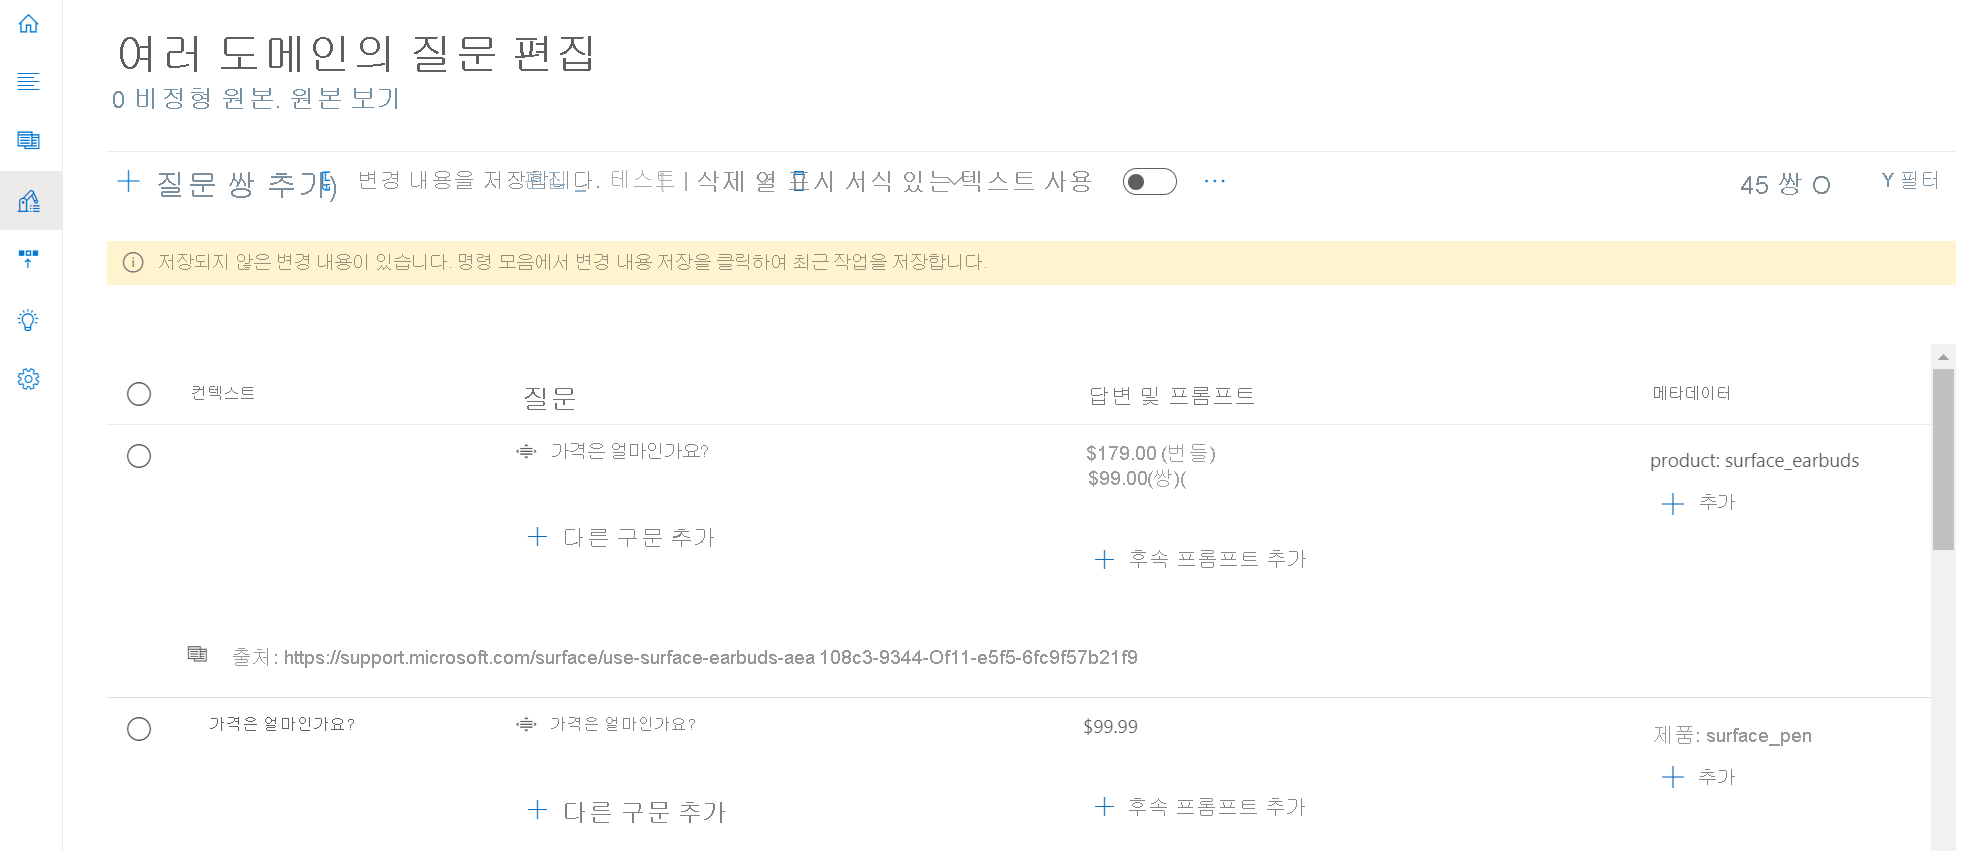 여러 도메인의 질문 편집
0 비정형 원본. 원본 보기
질문 쌍 추가) 변경 내용을 저장합니다. 테스트 | 삭제 열 표시 서식 있는 텍스트 사용 ... 45 쌍 O Y 필터
저장되지 않은 변경 내용이 있습니다. 명령 모음에서 변경 내용 저장을 클릭하여 최근 작업을 저장합니다.
컨텍스트 질문 답변 및 프롬프트 메타데이터
가격은 얼마인가요? $179.00 (번들) product: surface_earbuds
$99.00(쌍)(
+ 추가
+ 다른 구문 추가
+ 후속 프롬프트 추가
출처: https://support.microsoft.com/surface/use-surface-earbuds-aea 108c3-9344-Of11-e5f5-6fc9f57b21f9
가격은 얼마인가요? 가격은 얼마인가요? $99.99 제품: surface_pen
+ 추가
+ 다른 구문 추가 + 후속 프롬프트 추가